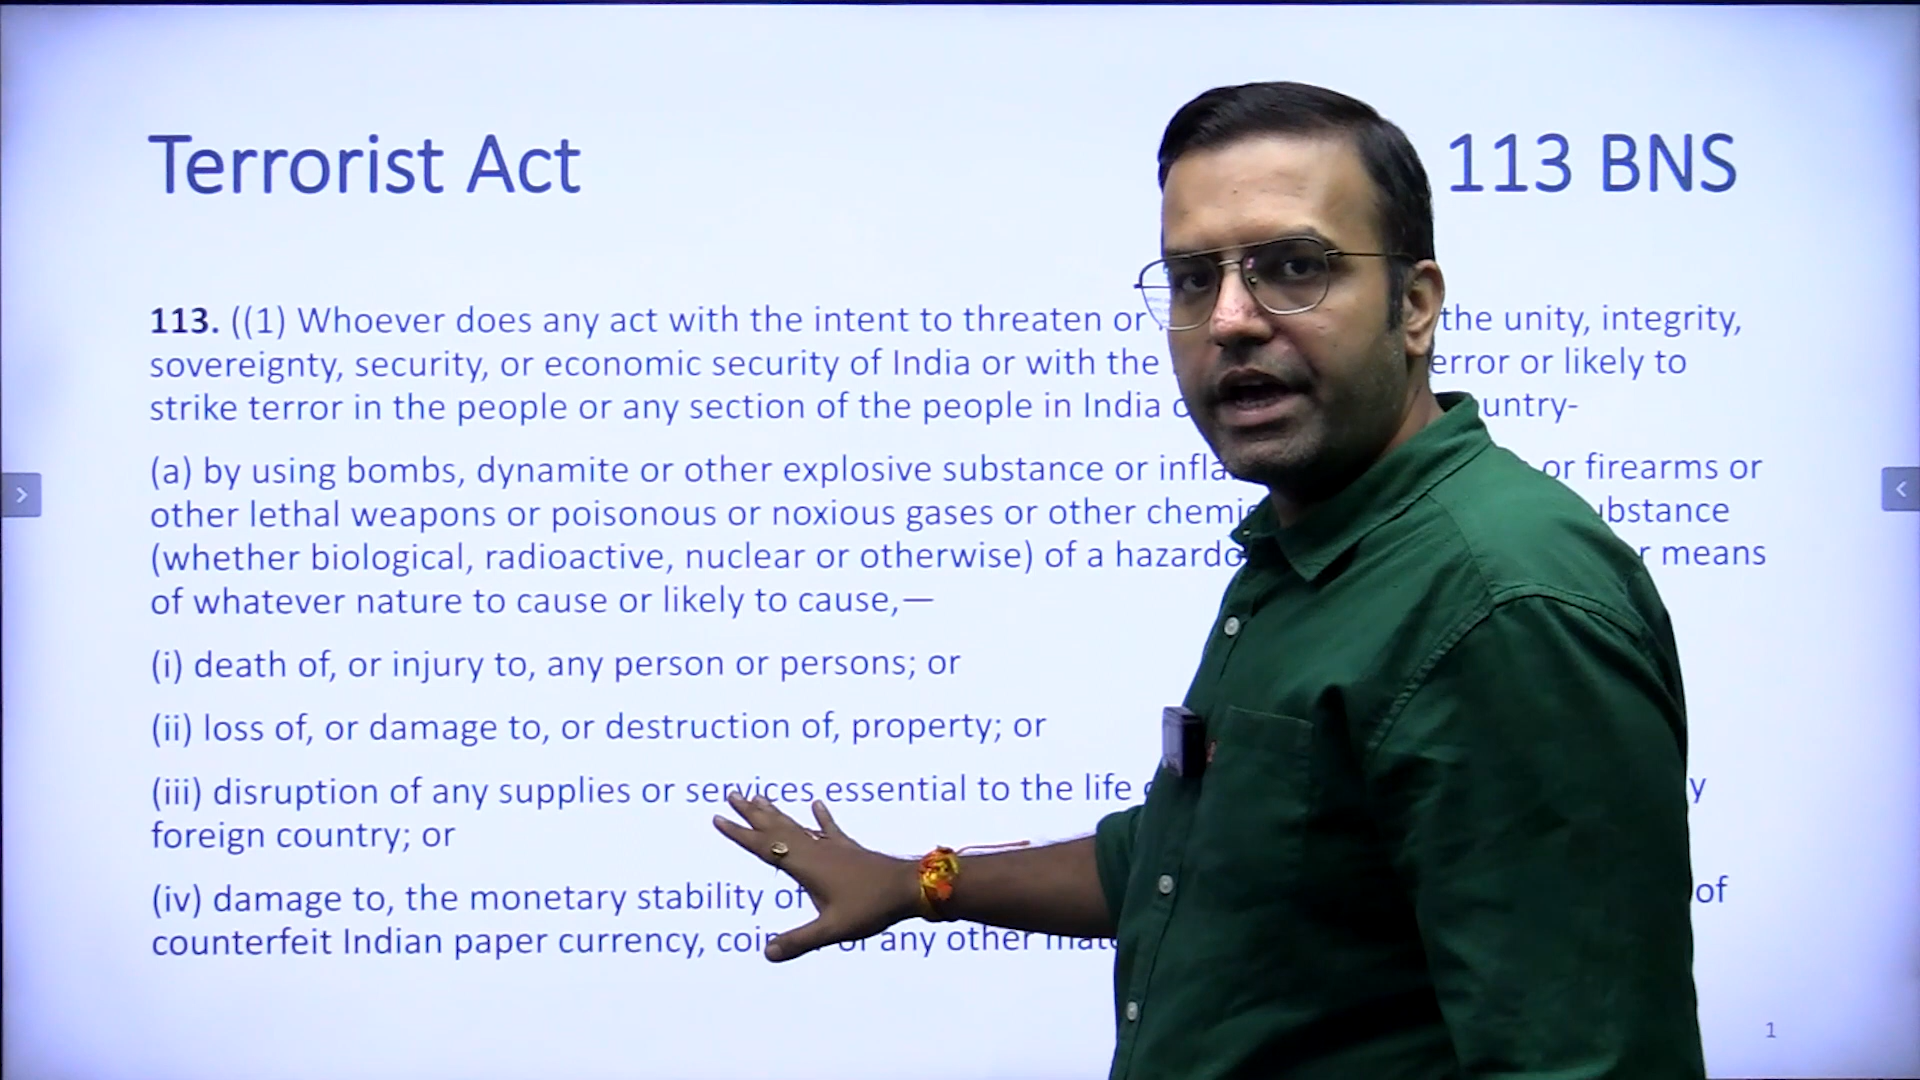 Terrorist Act 113 BNS
113. ((1) Whoever does any act with the intent to threaten or the unity, integrity,
sovereignty, security, or economic security of India or with the error or likely to
strike terror in the people or any section of the people in India untry-
(a) by using bombs, dynamite or other explosive substance or infla or firearms or
other lethal weapons or poisonous or noxious gases or other chemic ubstance
(whether biological, radioactive, nuclear or otherwise) of a hazardo r means
of whatever nature to cause or likely to cause,—
(i) death of, or injury to, any person or persons; or
(ii) loss of, or damage to, or destruction of, property; or
(iii) disruption of any supplies or services essential to the life y
foreign country; or
(iv) damage to, the monetary stability of of
counterfeit Indian paper currency, coin or any other mate
1